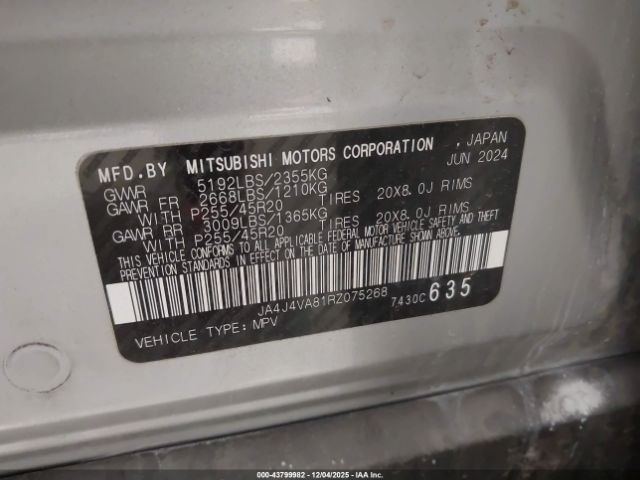 MFD.BY MITSUBISHI MOTORS CORPORATION , JAPAN
GVWR 5192LBS/2355KG JUN 2024
GAWR FR 2668LBS/1210KG
WITH P255/45R20 TIRES 20X8.0J RIMS
GAWR RR 3009LBS/1365KG
WITH P255/45R20 TIRES 20X8.0J RIMS
THIS VEHICLE CONFORMS TO ALL APPLICABLE FEDERAL MOTOR VEHICLE SAFETY AND THEFT
PREVENTION STANDARDS IN EFFECT ON THE DATE OF MANUFACTURE SHOWN ABOVE.
JA4J4VA81RZ075268 7430C 635
VEHICLE TYPE: MPV
000-43799982 - 12/04/2025 - IAA Inc.